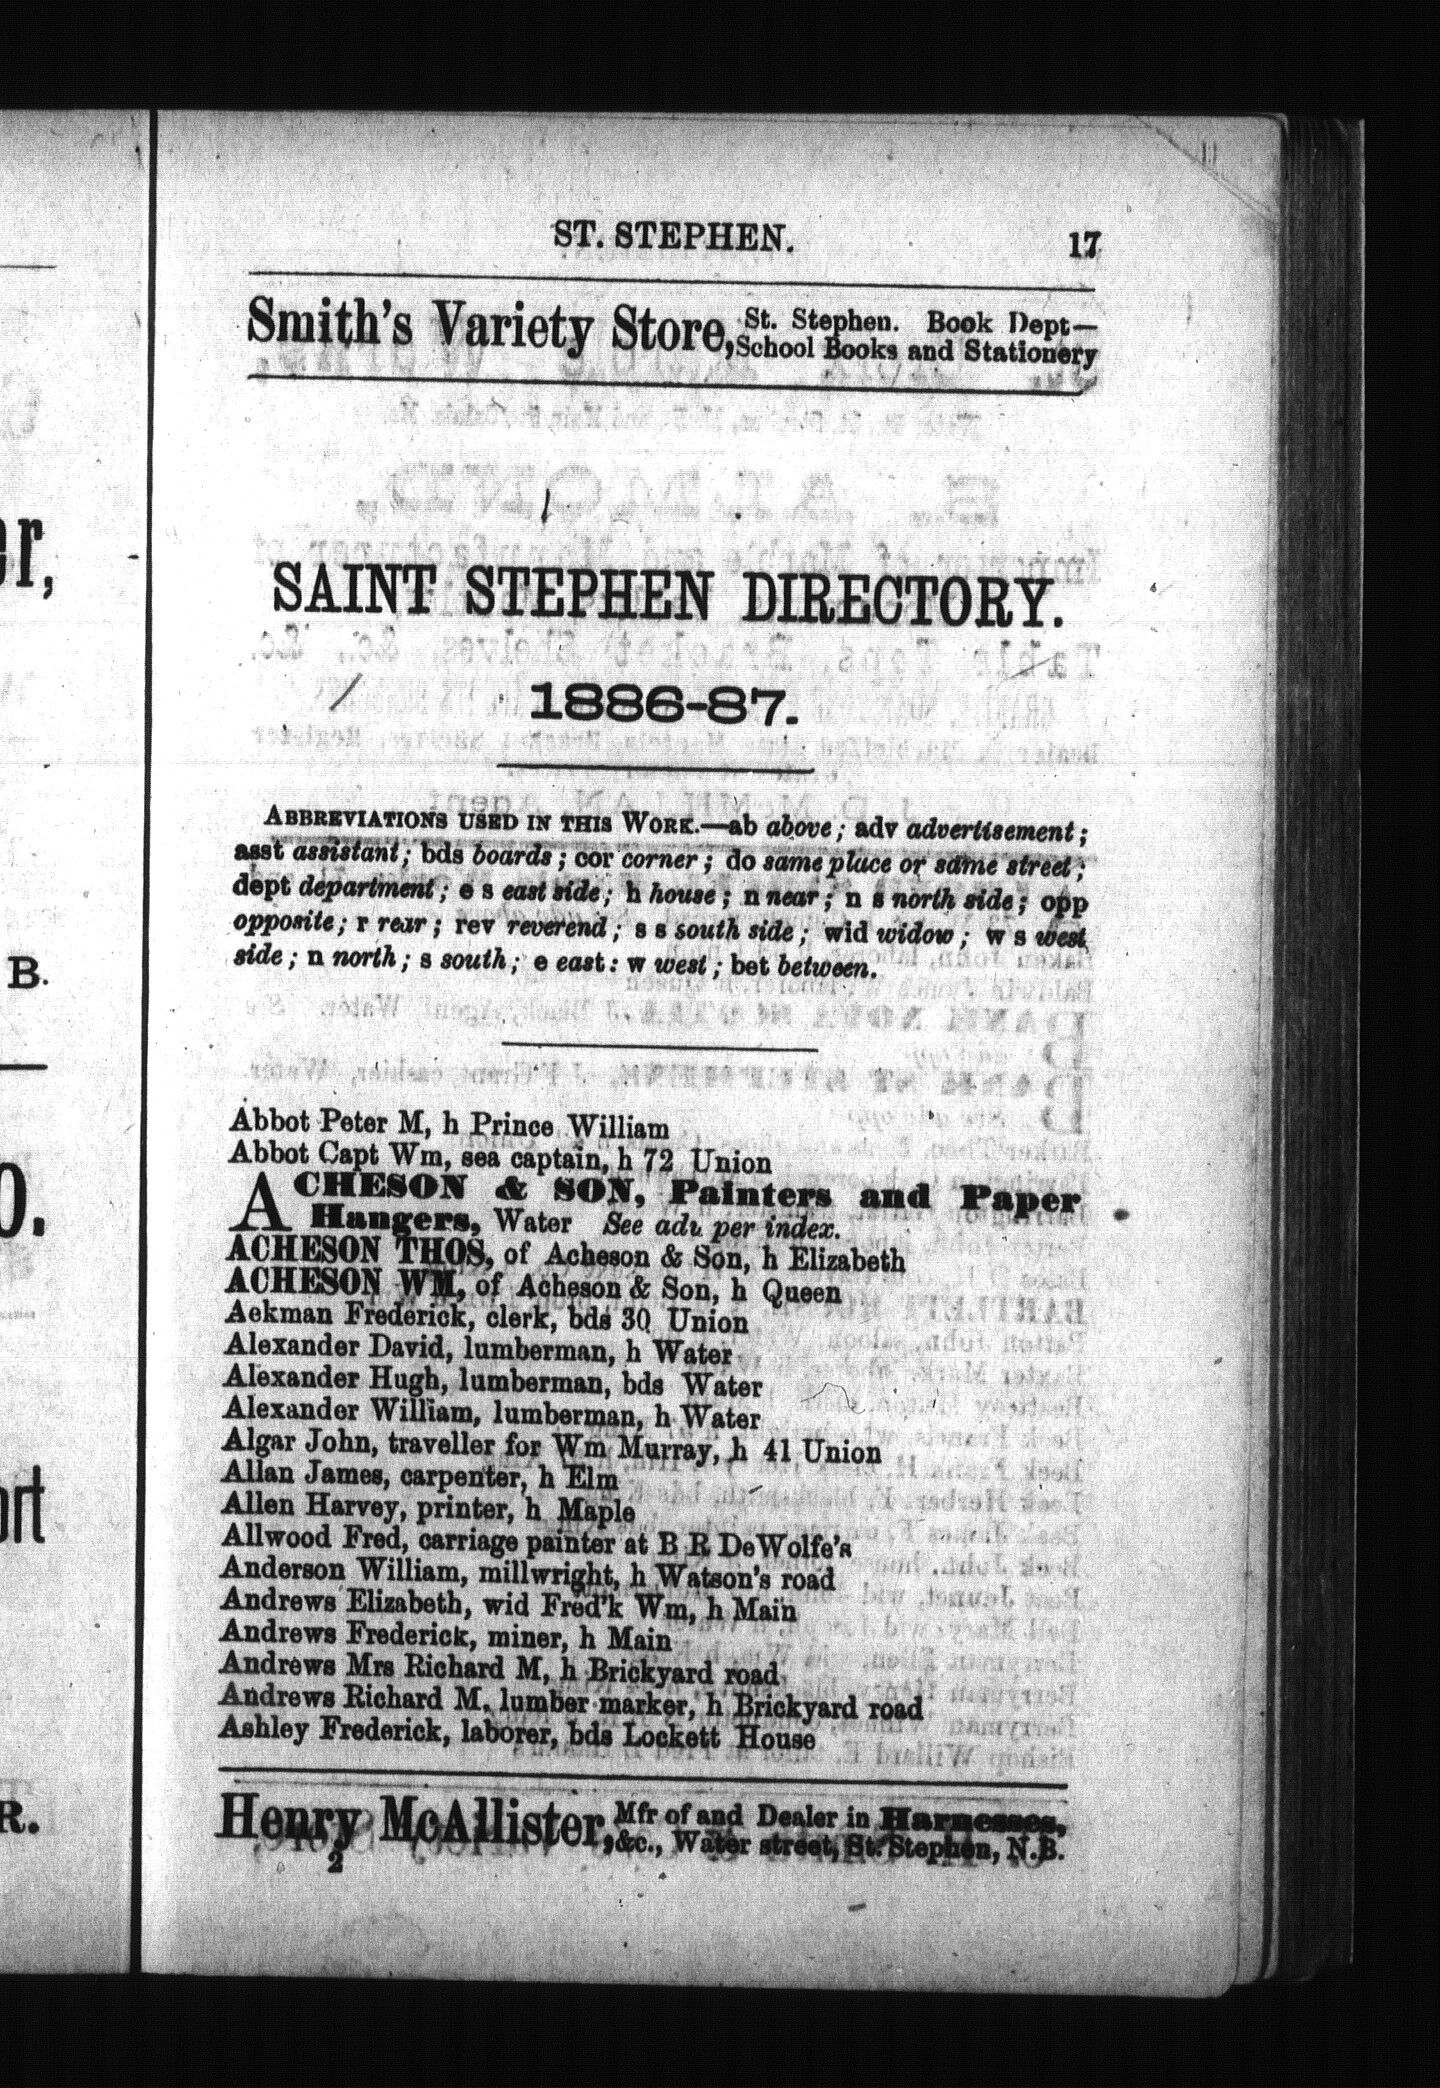 ST. STEPHEN. 17
Smith's Variety Store, St. Stephen. Book Dept—
School Books and Stationery
SAINT STEPHEN DIRECTORY.
1886-87.
ABBREVIATIONS USED IN THIS WORK.—ab above; adv advertisement;
asst assistant; bds boards; cor corner; do same place or same street;
dept department; e s east side; h house; n near; n s north side; opp
opposite; r rear; rev reverend; s s south side; wid widow; w s west
side; n north; s south; e east: w west; bet between.
Abbot Peter M, h Prince William
Abbot Capt Wm, sea captain, h 72 Union
ACHESON & SON, Painters and Paper
Hangers, Water See adv per index.
ACHESON THOS, of Acheson & Son, h Elizabeth
ACHESON WM, of Acheson & Son, h Queen
Aekman Frederick, clerk, bds 30 Union
Alexander David, lumberman, h Water
Alexander Hugh, lumberman, bds Water
Alexander William, lumberman, h Water
Algar John, traveller for Wm Murray, h 41 Union
Allan James, carpenter, h Elm
Allen Harvey, printer, h Maple
Allwood Fred, carriage painter at B R DeWolfe's
Anderson William, millwright, h Watson's road
Andrews Elizabeth, wid Fred'k Wm, h Main
Andrews Frederick, miner, h Main
Andrews Mrs Richard M, h Brickyard road
Andrews Richard M, lumber marker, h Brickyard road
Ashley Frederick, laborer, bds Lockett House
Henry McAllister, Mfr of and Dealer in Harnesses,
&c., Water street, St. Stephen, N.B.
2